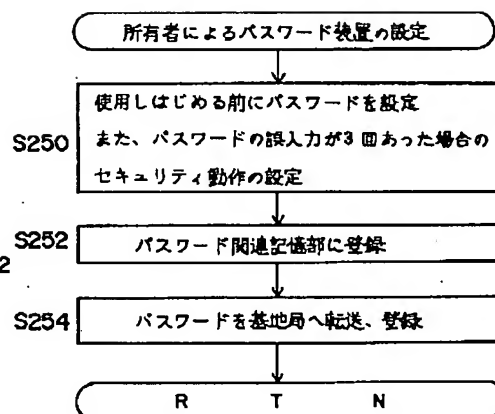 所有者によるパスワード装置の設定
S250
使用しはじめる前にパスワードを設定
また、パスワードの誤入力が3回あった場合の
セキュリティ動作の設定
S252
パスワード関連記憶部に登録
2
S254
パスワードを基地局へ転送、登録
R T N